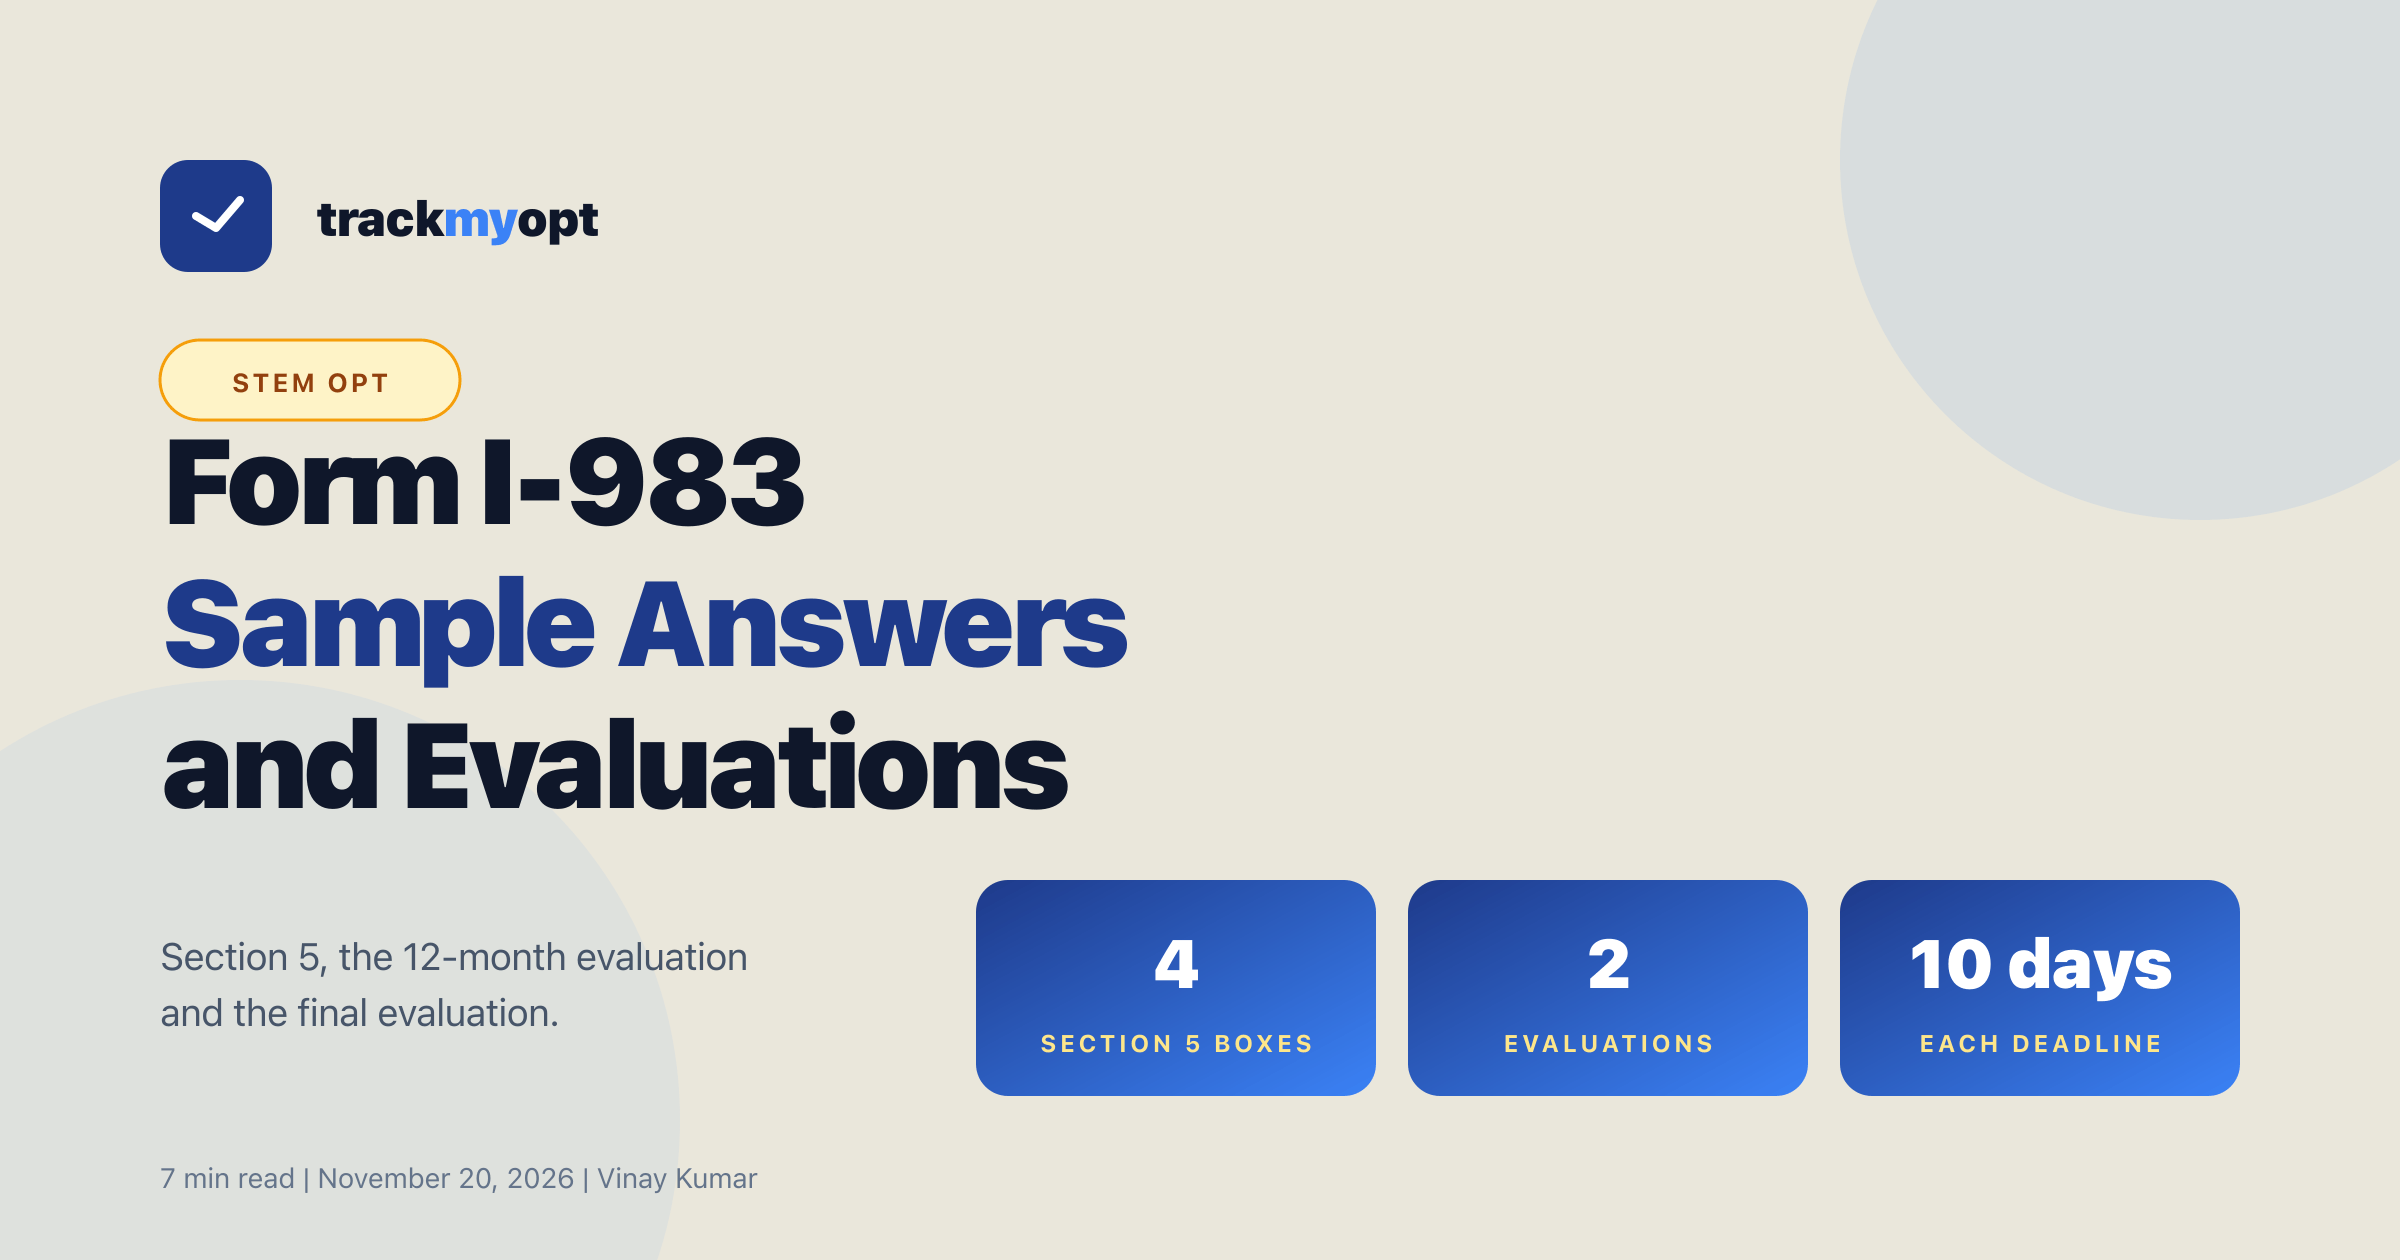 trackmyopt
STEM OPT
Form I-983
Sample Answers
and Evaluations
Section 5, the 12-month evaluation
and the final evaluation.
4
SECTION 5 BOXES
2
EVALUATIONS
10 days
EACH DEADLINE
7 min read | November 20, 2026 | Vinay Kumar